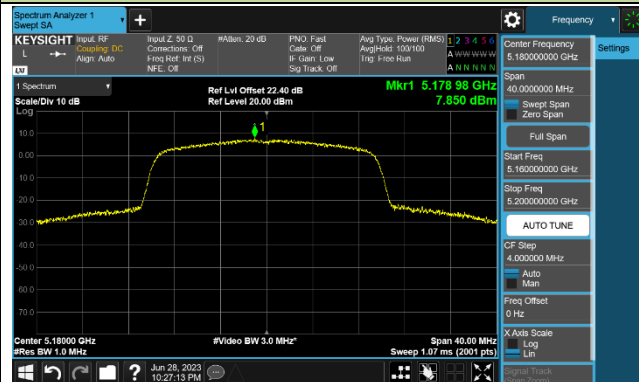 Spectrum Analyzer 1
Swept SA
Frequency
KEYSIGHT
Input: RF
Coupling: DC
Align: Auto
Input Z: 50 Ω
Corrections: Off
Freq Ref: Int (S)
NFE: Off
#Atten: 20 dB
PNO: Fast
Gate: Off
IF Gain: Low
Sig Track: Off
Avg Type: Power (RMS)
Avg|Hold: 100/100
Trig: Free Run
1 2 3 4 5 6
A W W W W W
A N N N N N
L
LXI
1 Spectrum
Scale/Div 10 dB
Log
Ref Lvl Offset 22.40 dB
Ref Level 20.00 dBm
Mkr1 5.178 98 GHz
7.850 dBm
1
10.0
0.00
-10.0
-20.0
-30.0
-40.0
-50.0
-60.0
-70.0
Center 5.18000 GHz
#Res BW 1.0 MHz
#Video BW 3.0 MHz*
Span 40.00 MHz
Sweep 1.07 ms (2001 pts)
Jun 28, 2023
10:27:13 PM
Center Frequency
5.180000000 GHz
Span
40.0000000 MHz
Swept Span
Zero Span
Full Span
Start Freq
5.160000000 GHz
Stop Freq
5.200000000 GHz
AUTO TUNE
CF Step
4.000000 MHz
Auto
Man
Freq Offset
0 Hz
X Axis Scale
Log
Lin
Signal Track
(Span Zoom)
Settings